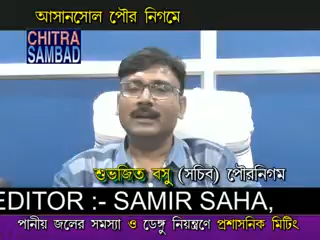 আসানসোল পৌর নিগমে
CHITRA
SAMBAD
শুভজিত বসু (সচিব) পৌরনিগম
EDITOR :- SAMIR SAHA,
পানীয় জলের সমস্যা ও ডেঙ্গু নিয়ন্ত্রণে প্রশাসনিক মিটিং